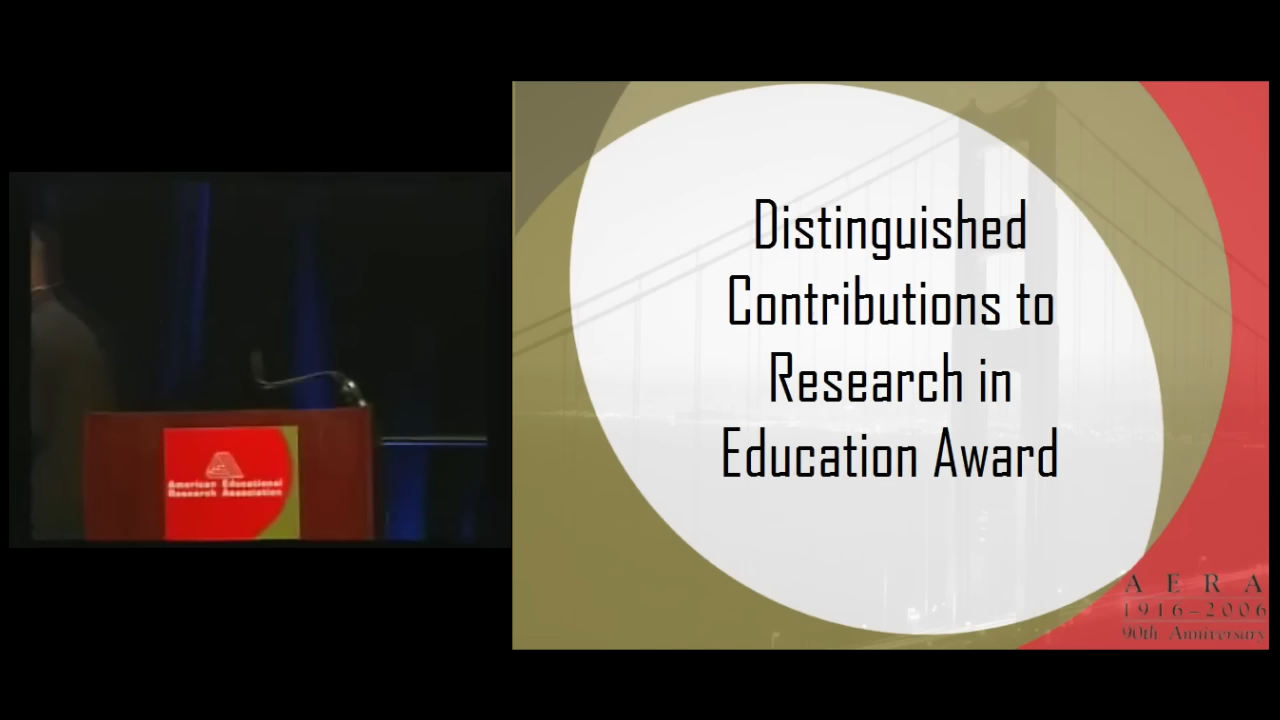 American Educational
Research Association
Distinguished
Contributions to
Research in
Education Award
A E R A
1916–2006
90th Anniversary